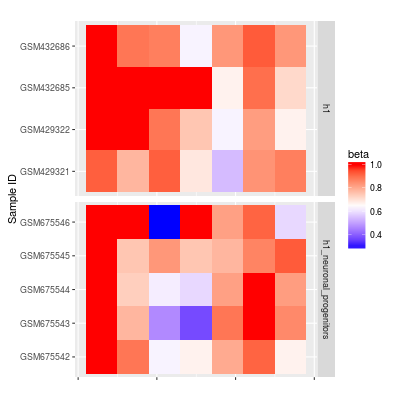 Sample ID
GSM432686
GSM432685
GSM429322
GSM429321
h1
GSM675546
GSM675545
GSM675544
GSM675543
GSM675542
h1_neuronal_progenitors
beta
1.0
0.8
0.6
0.4